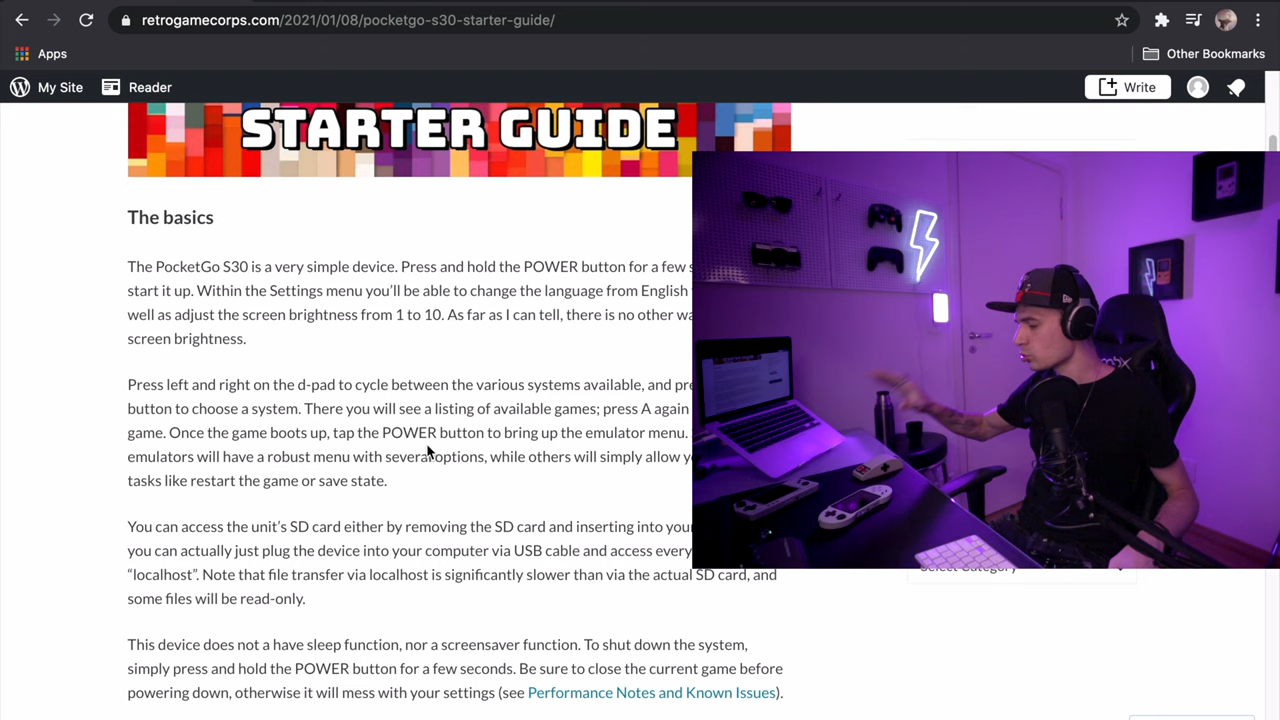 retrogamecorps.com/2021/01/08/pocketgo-s30-starter-guide/
Apps
Other Bookmarks
My Site
Reader
Write
STARTER GUIDE
The basics
The PocketGo S30 is a very simple device. Press and hold the POWER button for a few s
start it up. Within the Settings menu you'll be able to change the language from English
well as adjust the screen brightness from 1 to 10. As far as I can tell, there is no other wa
screen brightness.
Press left and right on the d-pad to cycle between the various systems available, and pre
button to choose a system. There you will see a listing of available games; press A again
game. Once the game boots up, tap the POWER button to bring up the emulator menu.
emulators will have a robust menu with several options, while others will simply allow y
tasks like restart the game or save state.
You can access the unit's SD card either by removing the SD card and inserting into your
you can actually just plug the device into your computer via USB cable and access every
“localhost”. Note that file transfer via localhost is significantly slower than via the actual SD card, and
some files will be read-only.
Select Category
This device does not a have sleep function, nor a screensaver function. To shut down the system,
simply press and hold the POWER button for a few seconds. Be sure to close the current game before
powering down, otherwise it will mess with your settings (see Performance Notes and Known Issues).